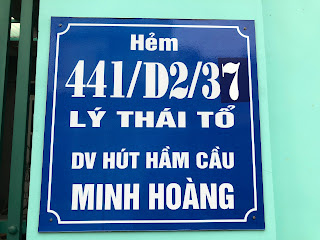 Hẻm
441/D2/37
LÝ THÁI TỔ
DV HÚT HẦM CẦU
MINH HOÀNG